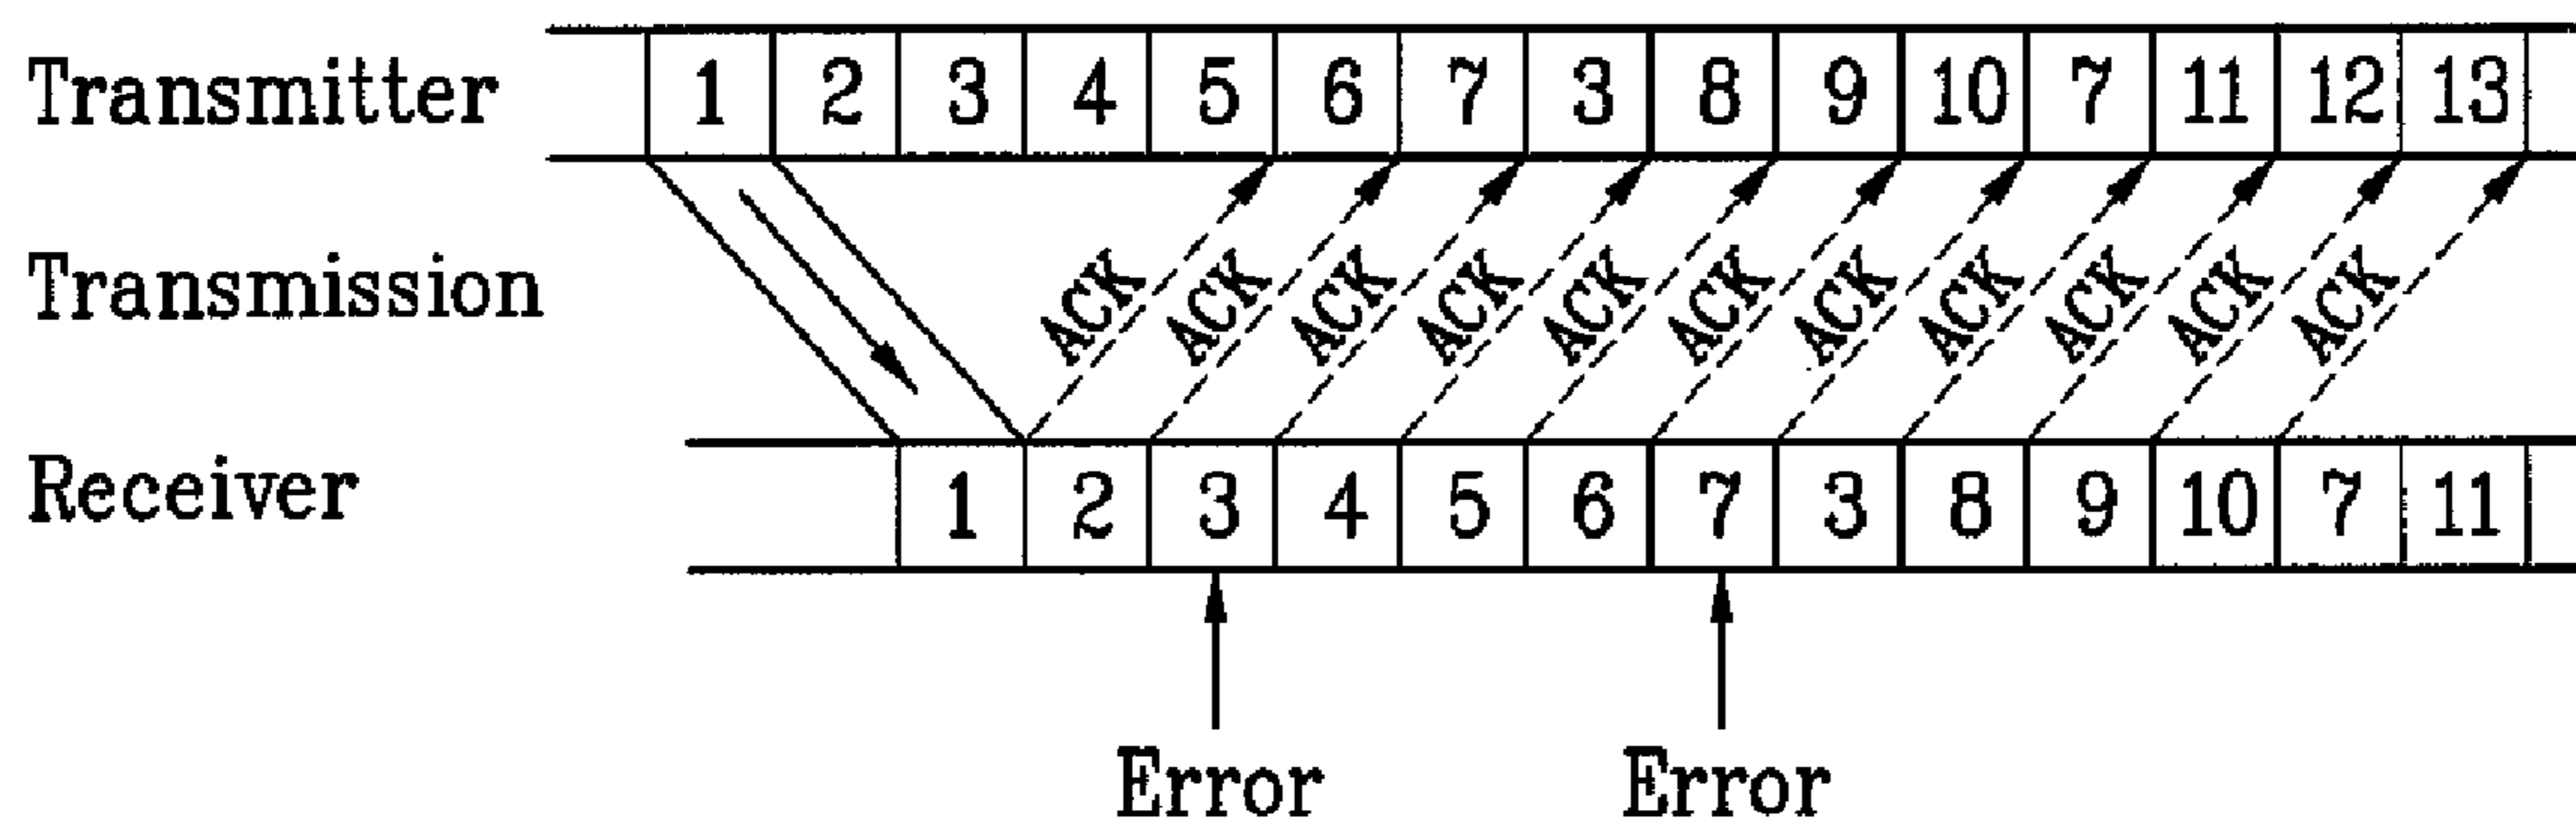 Transmitter 1 2 3 4 5 6 7 3 8 9 10 7 11 12 13
Transmission ACK ACK ACK ACK ACK ACK ACK ACK ACK ACK ACK
Receiver 1 2 3 4 5 6 7 3 8 9 10 7 11
Error Error